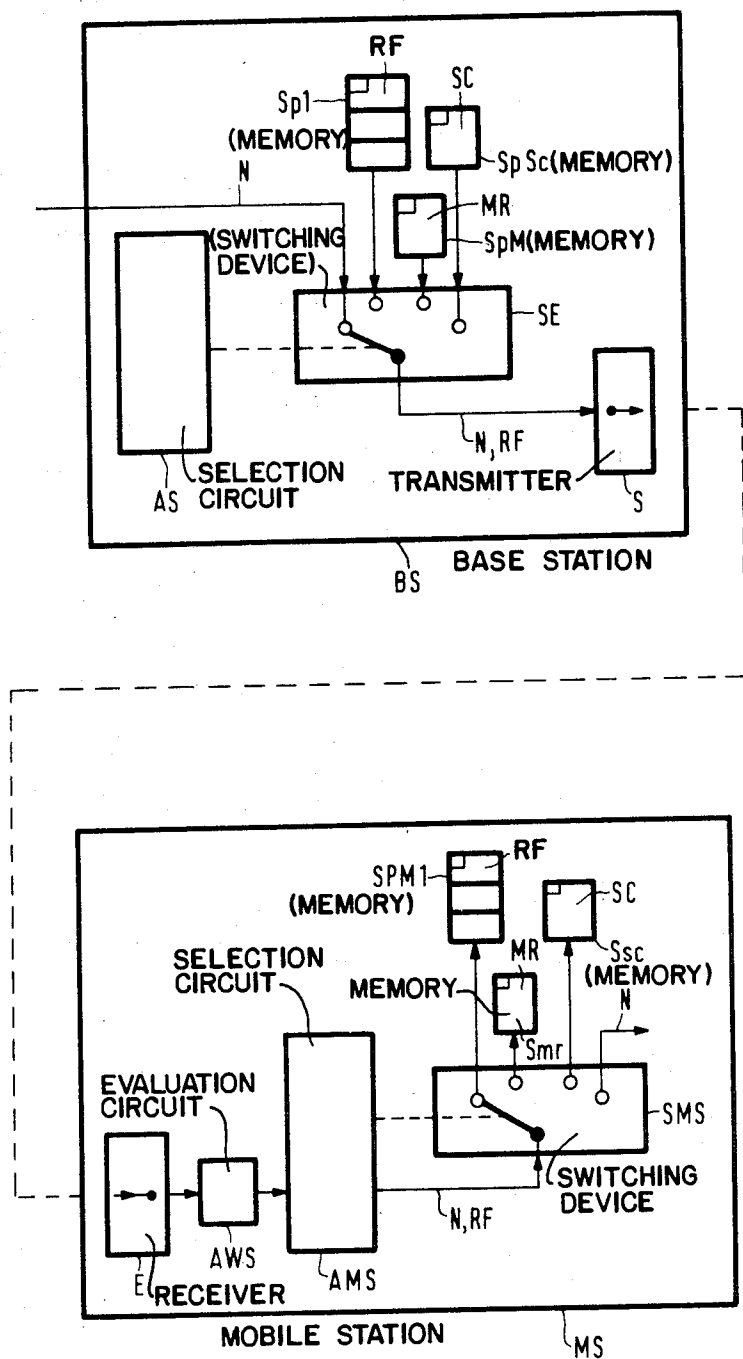 RF
Sp1
(MEMORY)
SC
SpSc(MEMORY)
N
MR
SpM(MEMORY)
(SWITCHING
DEVICE)
SE
N,RF
SELECTION
CIRCUIT
AS
TRANSMITTER
S
BASE STATION
BS
RF
SPM1
(MEMORY)
SC
SELECTION
CIRCUIT
MR
Ssc
(MEMORY)
MEMORY
N
Smr
EVALUATION
CIRCUIT
SMS
SWITCHING
DEVICE
N,RF
AWS
AMS
E
RECEIVER
MOBILE STATION
MS